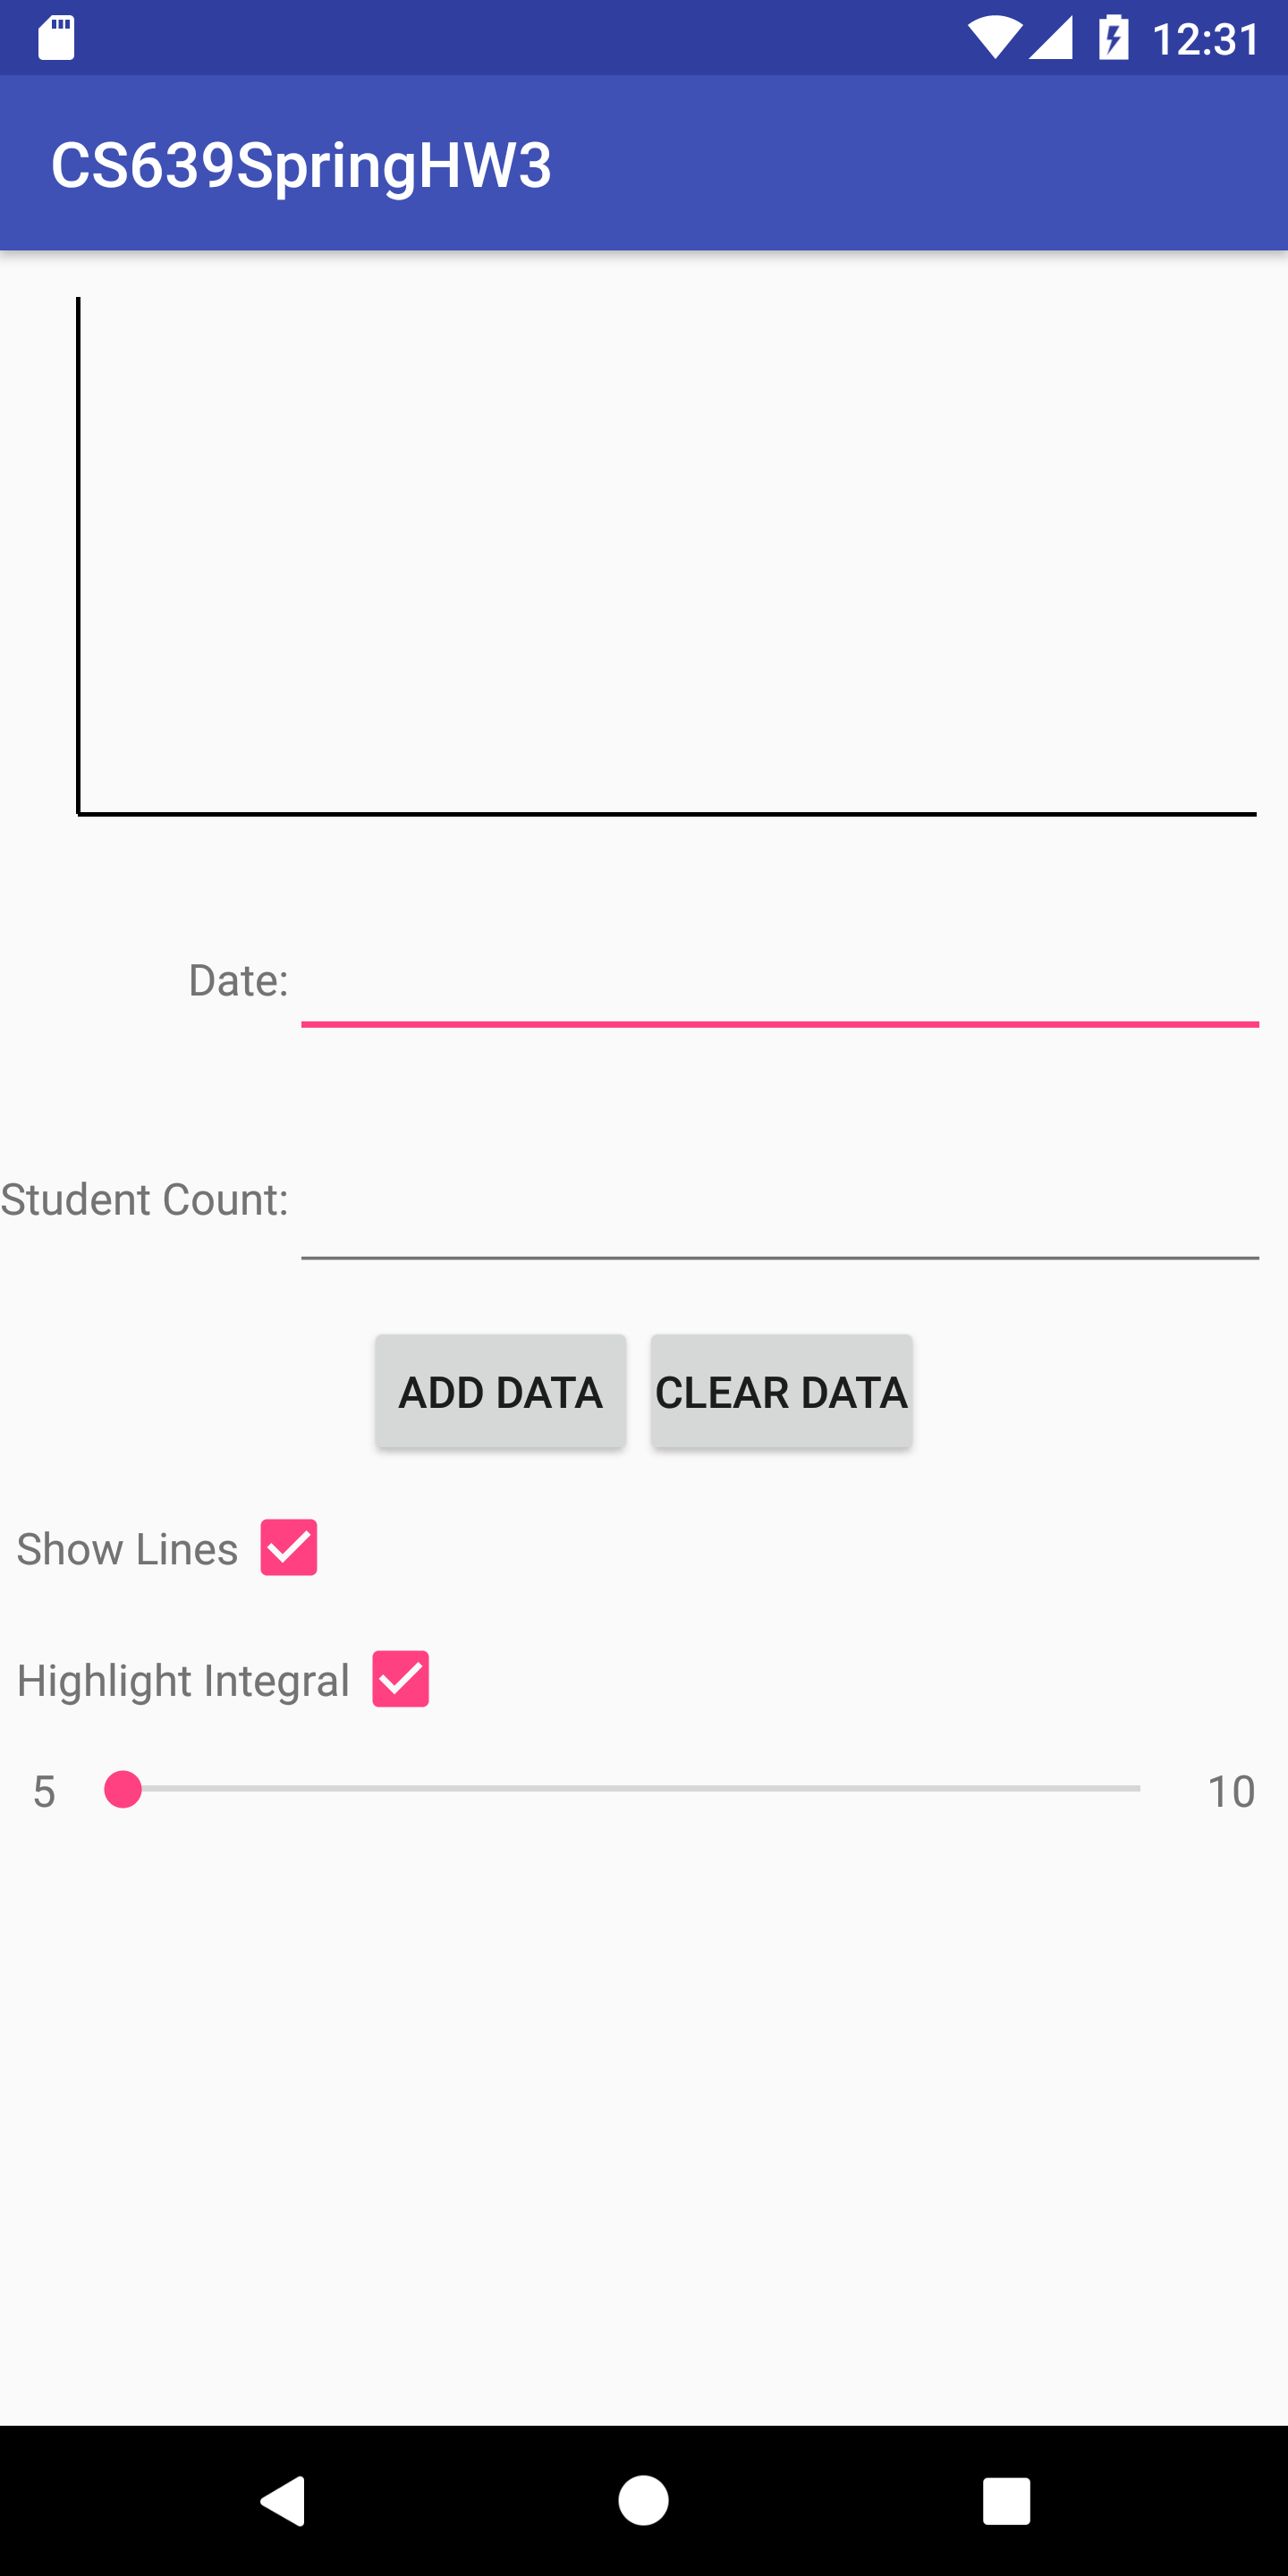 12:31
CS639SpringHW3
Date:
Student Count:
ADD DATA CLEAR DATA
Show Lines
Highlight Integral
5 10